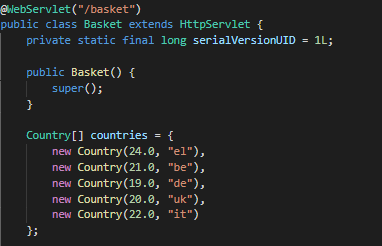 @WebServlet("/basket")
public class Basket extends HttpServlet {
private static final long serialVersionUID = 1L;
public Basket() {
super();
}
Country[] countries = {
new Country(24.0, "el"),
new Country(21.0, "be"),
new Country(19.0, "de"),
new Country(20.0, "uk"),
new Country(22.0, "it")
};